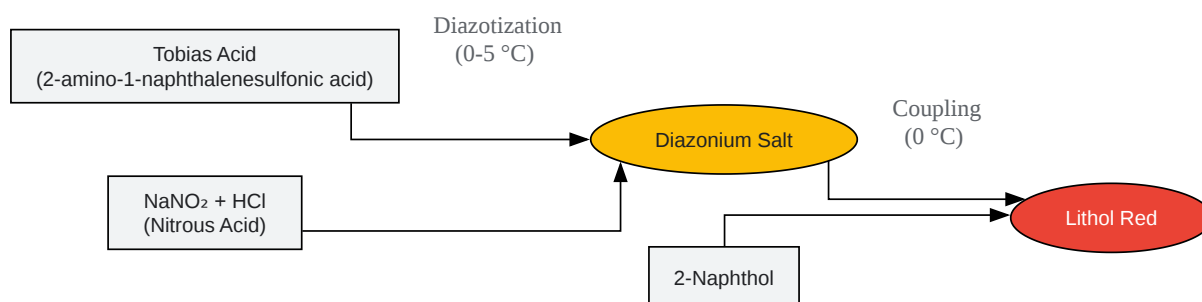 Tobias Acid
(2-amino-1-naphthalenesulfonic acid)
Diazotization
(0-5 °C)
NaNO₂ + HCl
(Nitrous Acid)
Diazonium Salt
Coupling
(0 °C)
2-Naphthol
Lithol Red